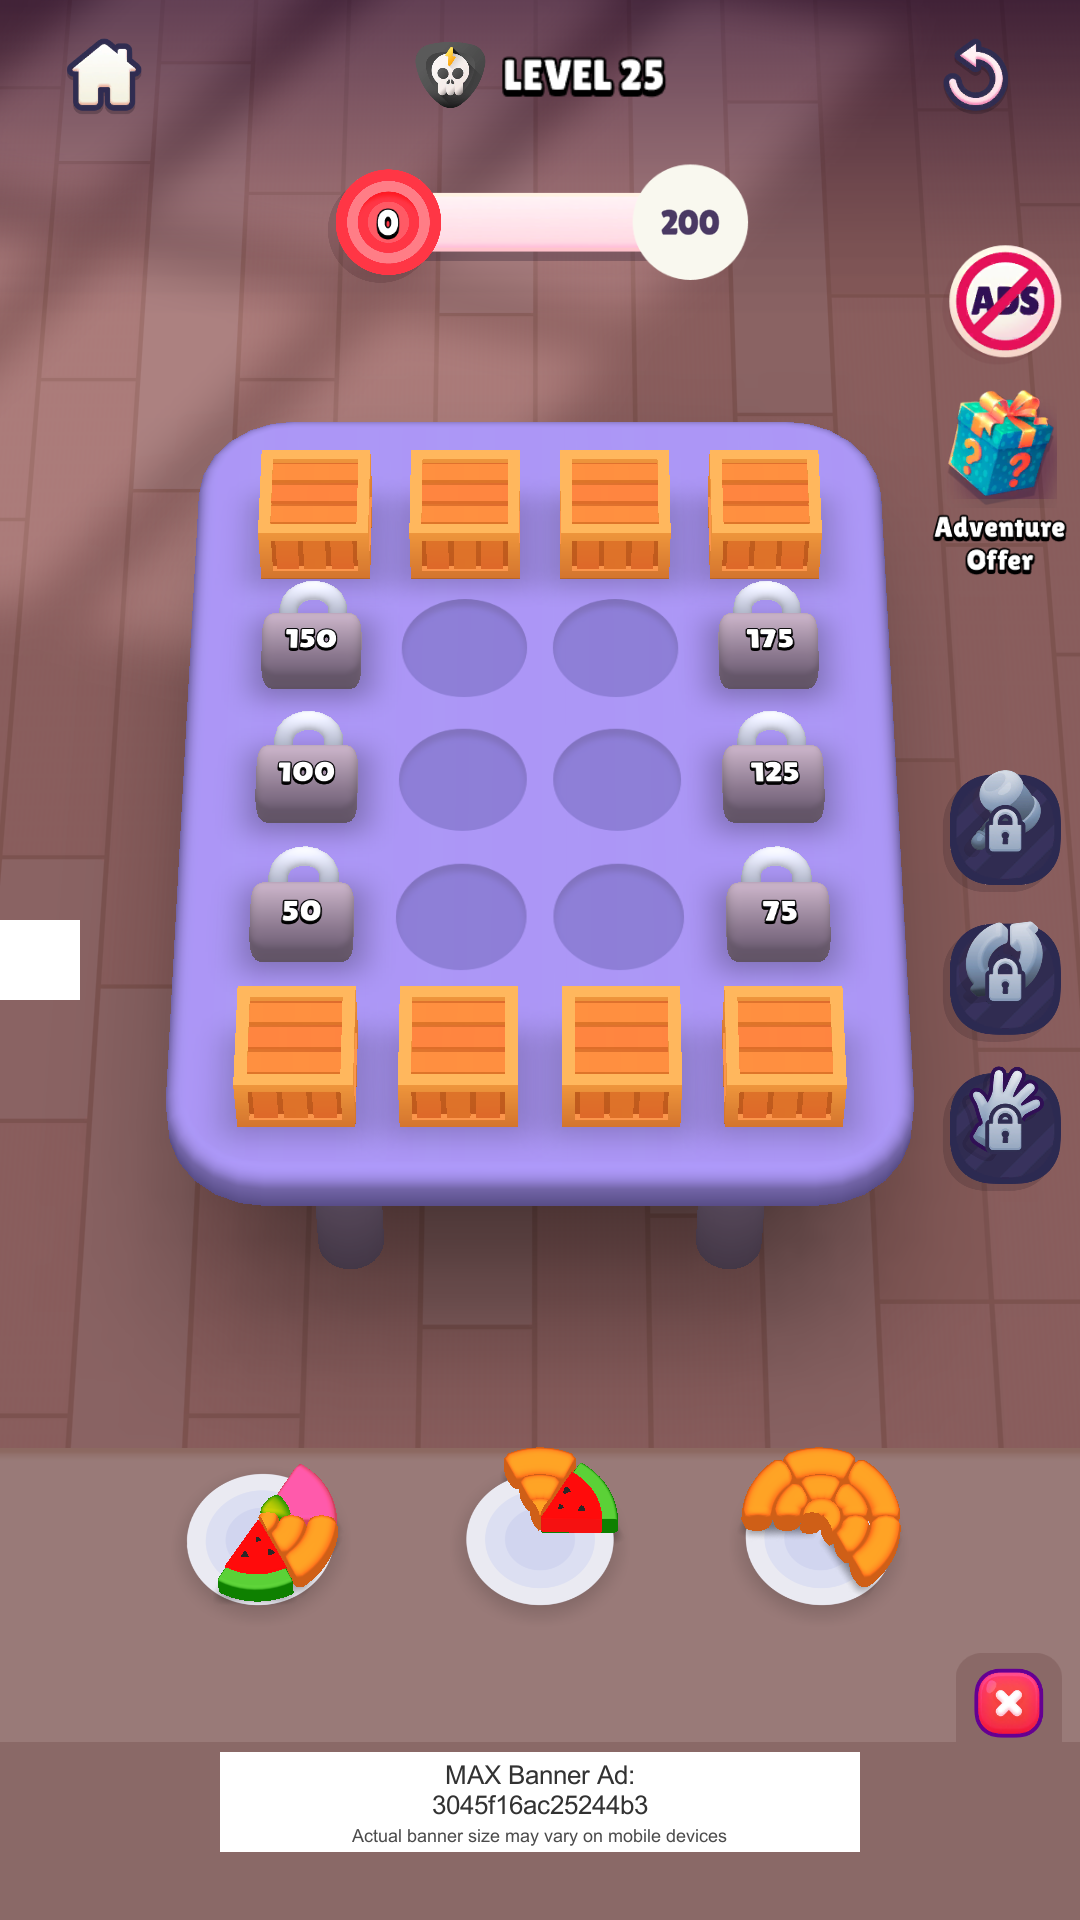 LEVEL 25
0
200
ADS
?
?
Adventure
Offer
150
175
100
125
50
75
MAX Banner Ad:
3045f16ac25244b3
Actual banner size may vary on mobile devices